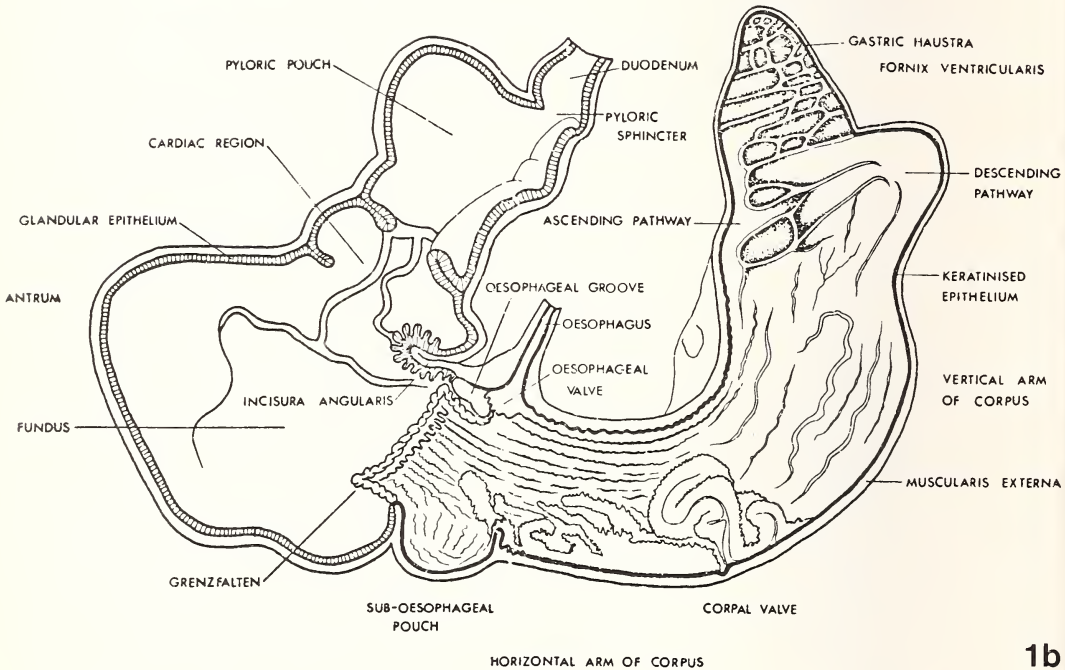 GASTRIC HAUSTRA
FORNIX VENTRICULARIS
PYLORIC POUCH
DUODENUM
PYLORIC
SPHINCTER
CARDIAC REGION
DESCENDING
PATHWAY
GLANDULAR EPITHELIUM
ASCENDING PATHWAY
KERATINISED
EPITHELIUM
ANTRUM
OESOPHAGEAL GROOVE
OESOPHAGUS
OESOPHAGEAL
VALVE
VERTICAL ARM
OF CORPUS
INCISURA ANGULARIS
FUNDUS
MUSCULARIS EXTERNA
GRENZFALTEN
SUB-OESOPHAGEAL
POUCH
CORPAL VALVE
HORIZONTAL ARM OF CORPUS
1b